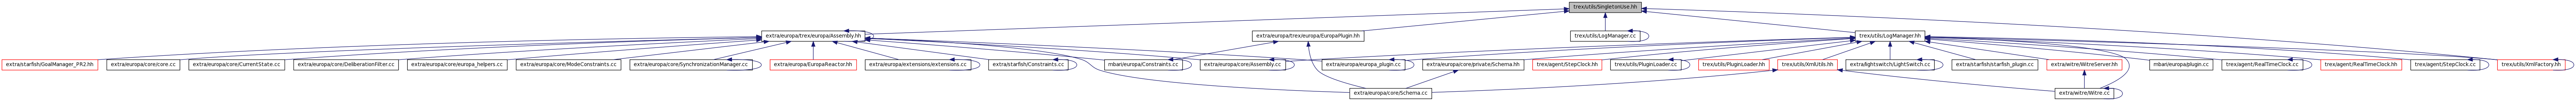 trex/utils/SingletonUse.hh
extra/europa/trex/europa/Assembly.hh
extra/europa/trex/europa/EuropaPlugin.hh
trex/utils/LogManager.cc
trex/utils/LogManager.hh
extra/starfish/GoalManager_PR2.hh
extra/europa/core/core.cc
extra/europa/core/CurrentState.cc
extra/europa/core/DeliberationFilter.cc
extra/europa/core/europa_helpers.cc
extra/europa/core/ModeConstraints.cc
extra/europa/core/SynchronizationManager.cc
extra/europa/EuropaReactor.hh
extra/europa/extensions/extensions.cc
extra/starfish/Constraints.cc
mbari/europa/Constraints.cc
extra/europa/core/Assembly.cc
extra/europa/europa_plugin.cc
extra/europa/core/private/Schema.hh
trex/agent/StepClock.hh
trex/utils/PluginLoader.cc
trex/utils/PluginLoader.hh
trex/utils/XmlUtils.hh
extra/lightswitch/LightSwitch.cc
extra/starfish/starfish_plugin.cc
extra/witre/WitreServer.hh
mbari/europa/plugin.cc
trex/agent/RealTimeClock.cc
trex/agent/RealTimeClock.hh
trex/agent/StepClock.cc
trex/utils/XmlFactory.hh
extra/europa/core/Schema.cc
extra/witre/Witre.cc